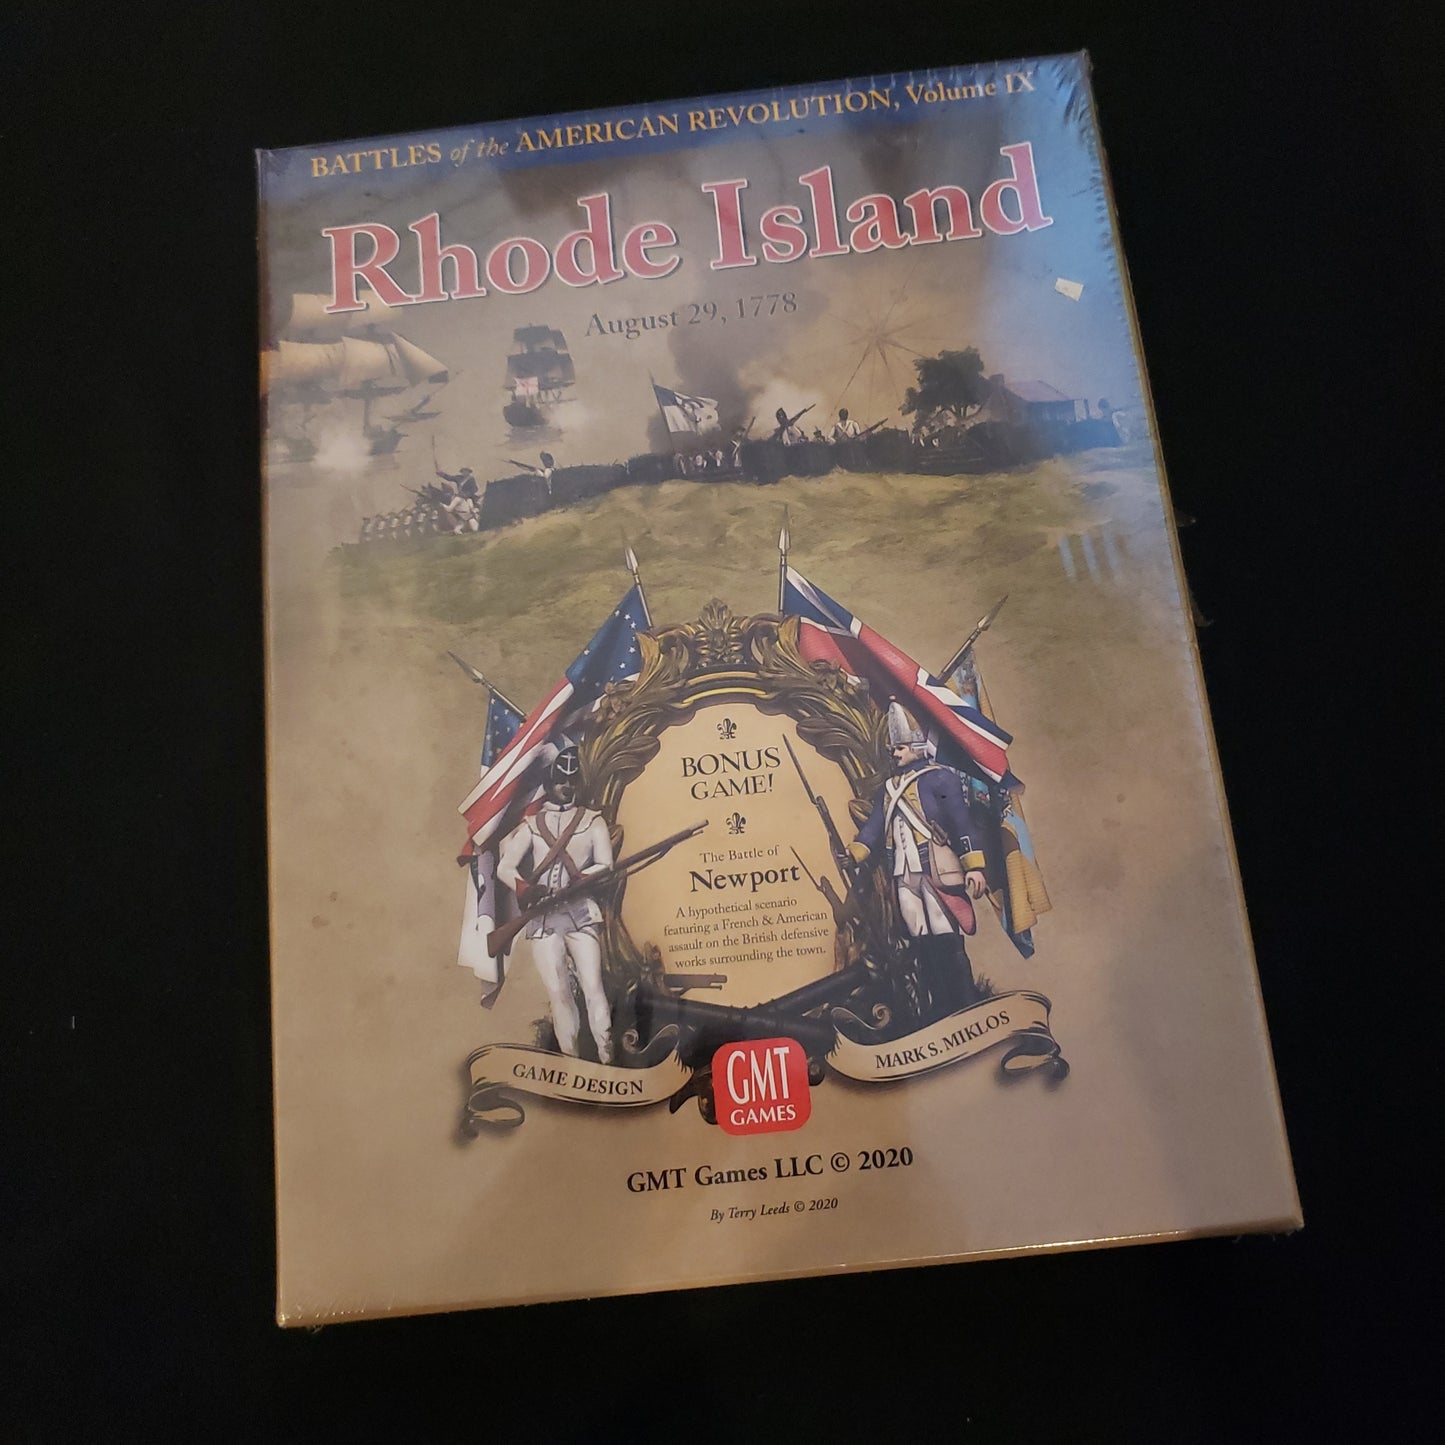 BATTLES of the AMERICAN REVOLUTION, Volume IX
Rhode Island
August 29, 1778
BONUS
GAME!
The Battle of
Newport
A hypothetical scenario
featuring a French & American
assault on the British defensive
works surrounding the town.
GAME DESIGN
MARK S. MIKLOS
GMT
GAMES
GMT Games LLC © 2020
By Terry Leeds © 2020